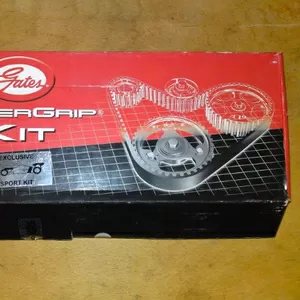 Gates
ERGRIP®
KIT
EXCLUSIVE
SPORT KIT